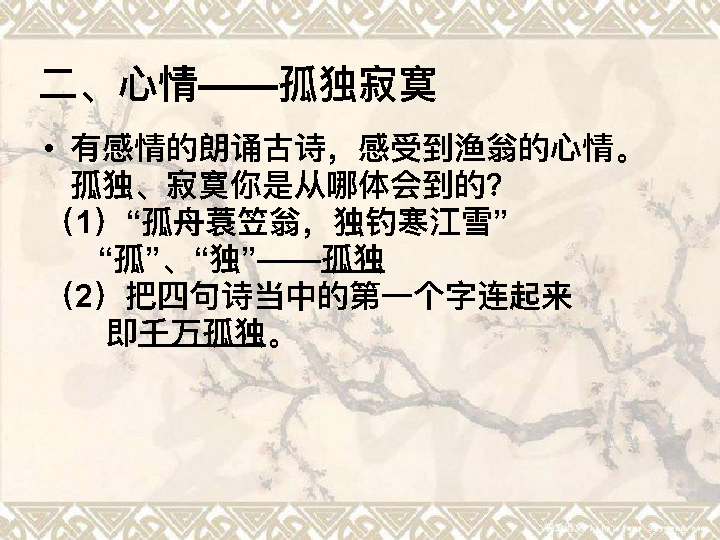 二、心情——孤独寂寞
• 有感情的朗诵古诗，感受到渔翁的心情。
孤独、寂寞你是从哪体会到的？
（1）“孤舟蓑笠翁，独钓寒江雪”
“孤”、“独”——孤独
（2）把四句诗当中的第一个字连起来
即千万孤独。